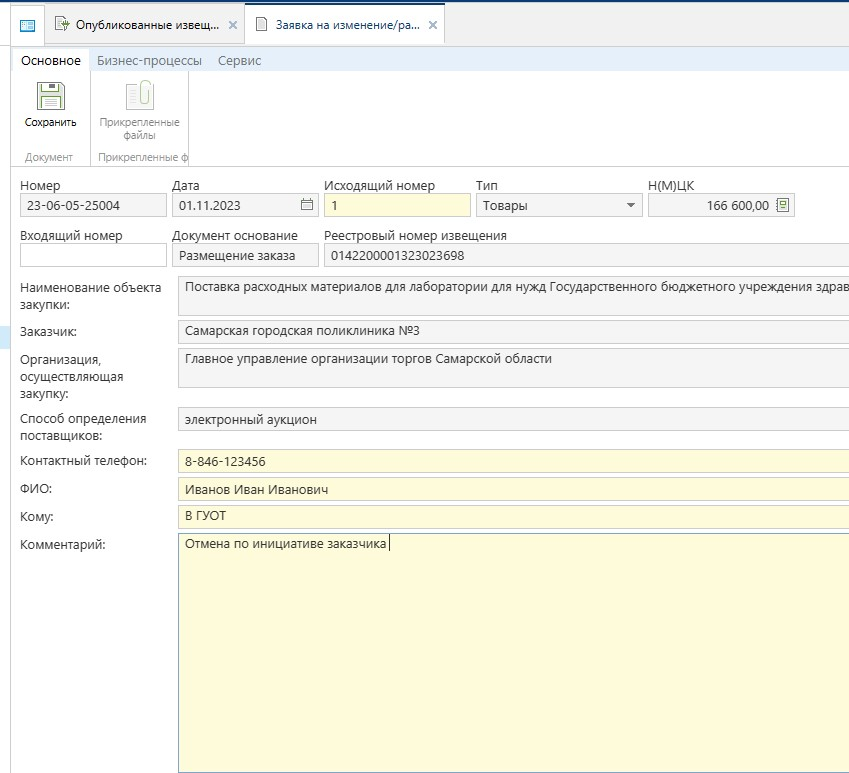 Опубликованные извещ...
Заявка на изменение/ра...
Основное Бизнес-процессы Сервис
Сохранить
Прикрепленные файлы
Документ
Прикрепленные ф
Номер Дата Исходящий номер Тип Н(М)ЦК
23-06-05-25004 01.11.2023 1 Товары 166 600,00
Входящий номер Документ основание Реестровый номер извещения
Размещение заказа 0142200001323023698
Наименование объекта закупки: Поставка расходных материалов для лаборатории для нужд Государственного бюджетного учреждения здрав
Заказчик: Самарская городская поликлиника №3
Организация, осуществляющая закупку: Главное управление организации торгов Самарской области
Способ определения поставщиков: электронный аукцион
Контактный телефон: 8-846-123456
ФИО: Иванов Иван Иванович
Кому: В ГУОТ
Комментарий: Отмена по инициативе заказчика